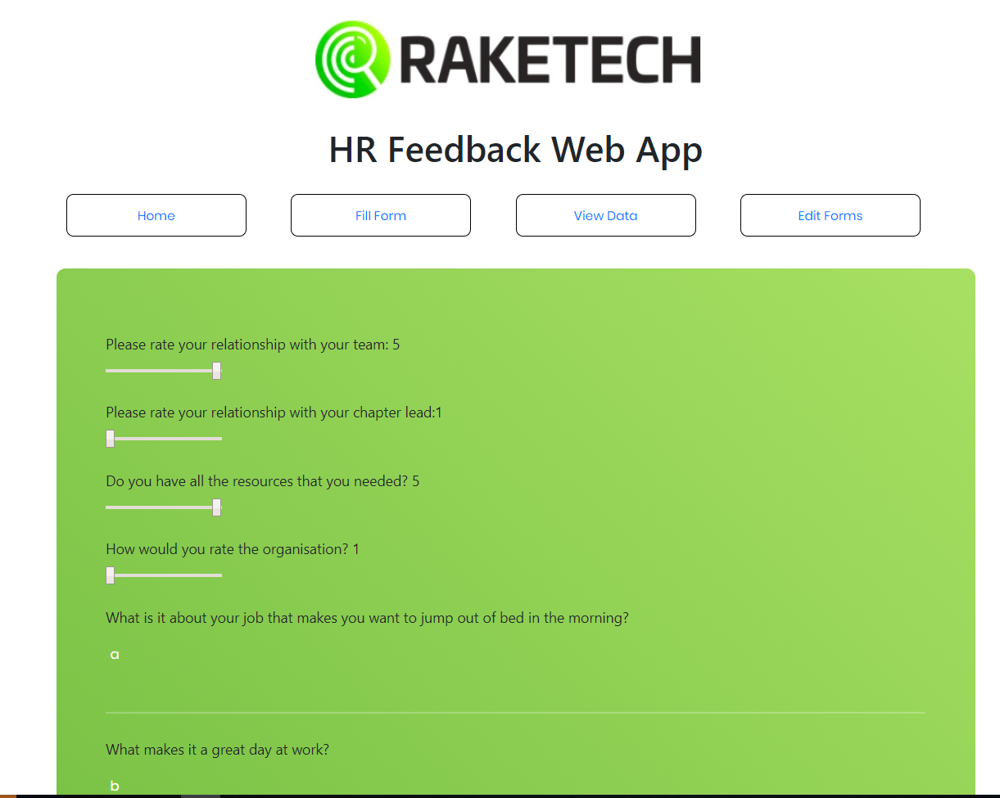 RAKETECH
HR Feedback Web App
Home Fill Form View Data Edit Forms
Please rate your relationship with your team: 5
Please rate your relationship with your chapter lead:1
Do you have all the resources that you needed? 5
How would you rate the organisation? 1
What is it about your job that makes you want to jump out of bed in the morning?
a
What makes it a great day at work?
b